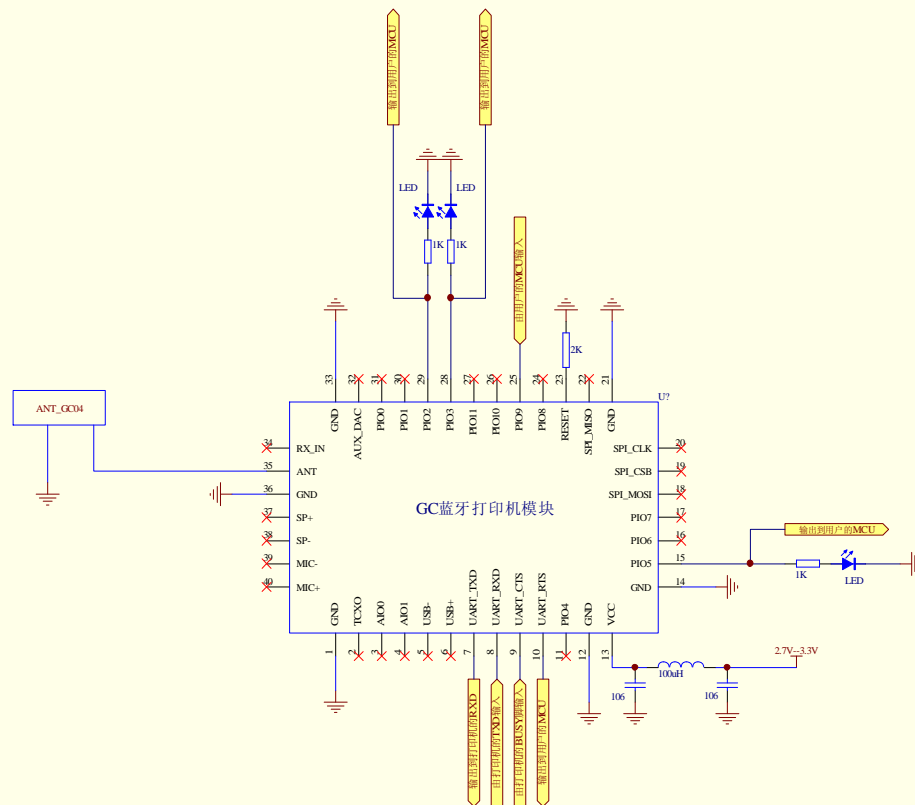 输出到用户的MCU
输出到用户的MCU
LED
LED
1K
1K
由用户的MCU输入
2K
33
32
31
30
29
28
27
26
25
24
23
22
21
U?
GND
AUX_DAC
PIO0
PIO1
PIO2
PIO3
PIO11
PIO10
PIO9
PIO8
RESET
SPI_MISO
GND
ANT_GC04
34
RX_IN
35
ANT
36
GND
37
SP+
38
SP-
39
MIC-
40
MIC+
GC蓝牙打印机模块
SPI_CLK
20
SPI_CSB
19
SPI_MOSI
18
PIO7
17
PIO6
16
PIO5
15
GND
14
输出到用户的MCU
1K
LED
GND
TCXO
AIO0
AIO1
USB-
USB+
UART_TXD
UART_RXD
UART_CTS
UART_RTS
PIO4
GND
VCC
1
2
3
4
5
6
7
8
9
10
11
12
13
2.7V--3.3V
100uH
106
106
输出到打印机的RXD
由打印机的TXD输入
由打印机的BUSY脚输入
输出到用户的MCU